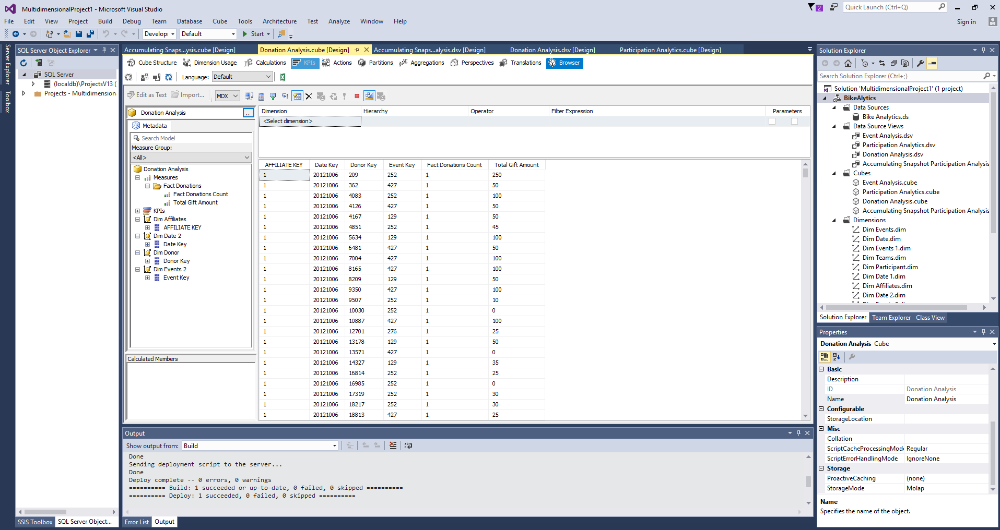 MultidimensionalProject1 - Microsoft Visual Studio
2
Quick Launch (Ctrl+Q)
File Edit View Project Build Debug Team Database Cube Tools Architecture Test Analyze Window Help
Sign in
Develop Default Start
Server Explorer
Toolbox
SQL Server Object Explorer
SQL Server
(localdb)\ProjectsV13 (
Projects - Multidimension
SSIS Toolbox SQL Server Object...
Accumulating Snaps...ysis.cube [Design] Donation Analysis.cube [Design] Accumulating Snaps...alysis.dsv [Design] Donation Analysis.dsv [Design] Participation Analytics.cube [Design]
Cube Structure Dimension Usage Calculations KPIs Actions Partitions Aggregations Perspectives Translations Browser
Language: Default
Edit as Text Import... MDX
Donation Analysis ..
Metadata
Search Model
Measure Group:
<All>
Donation Analysis
Measures
Fact Donations
Fact Donations Count
Total Gift Amount
KPIs
Dim Affiliates
AFFILIATE KEY
Dim Date 2
Date Key
Dim Donor
Donor Key
Dim Events 2
Event Key
Calculated Members
Dimension Hierarchy Operator Filter Expression Parameters
<Select dimension>
AFFILIATE KEY Date Key Donor Key Event Key Fact Donations Count Total Gift Amount
1 20121006 209 252 1 250
1 20121006 362 427 1 50
1 20121006 4083 252 1 100
1 20121006 4126 427 1 50
1 20121006 4167 129 1 50
1 20121006 4851 252 1 45
1 20121006 5634 129 1 100
1 20121006 6481 427 1 50
1 20121006 7004 427 1 100
1 20121006 8165 427 1 100
1 20121006 8209 129 1 50
1 20121006 9350 427 1 100
1 20121006 9507 252 1 10
1 20121006 10030 252 1 0
1 20121006 10887 427 1 100
1 20121006 12701 276 1 25
1 20121006 13178 129 1 50
1 20121006 13571 427 1 0
1 20121006 14327 129 1 35
1 20121006 16814 252 1 25
1 20121006 16985 252 1 0
1 20121006 17319 252 1 30
1 20121006 18217 252 1 30
1 20121006 18813 427 1 25
Output
Show output from: Build
Done
Sending deployment script to the server...
Done
Deploy complete -- 0 errors, 0 warnings
========== Build: 1 succeeded or up-to-date, 0 failed, 0 skipped ==========
========== Deploy: 1 succeeded, 0 failed, 0 skipped ==========
Error List Output
Solution Explorer
Search Solution Explorer (Ctrl+;)
Solution 'MultidimensionalProject1' (1 project)
BikeAlytics
Data Sources
Bike Analytics.ds
Data Source Views
Event Analysis.dsv
Participation Analytics.dsv
Donation Analysis.dsv
Accumulating Snapshot Participation Analysis
Cubes
Event Analysis.cube
Participation Analytics.cube
Donation Analysis.cube
Accumulating Snapshot Participation Analysis
Dimensions
Dim Events.dim
Dim Date.dim
Dim Events 1.dim
Dim Teams.dim
Dim Participant.dim
Dim Date 1.dim
Dim Affiliates.dim
Dim Date 2.dim
Solution Explorer Team Explorer Class View
Properties
Donation Analysis Cube
Basic
Description
ID Donation Analysis
Name Donation Analysis
Configurable
StorageLocation
Misc
Collation
ScriptCacheProcessingMode Regular
ScriptErrorHandlingMode IgnoreNone
Storage
ProactiveCaching (none)
StorageMode Molap
Name
Specifies the name of the object.